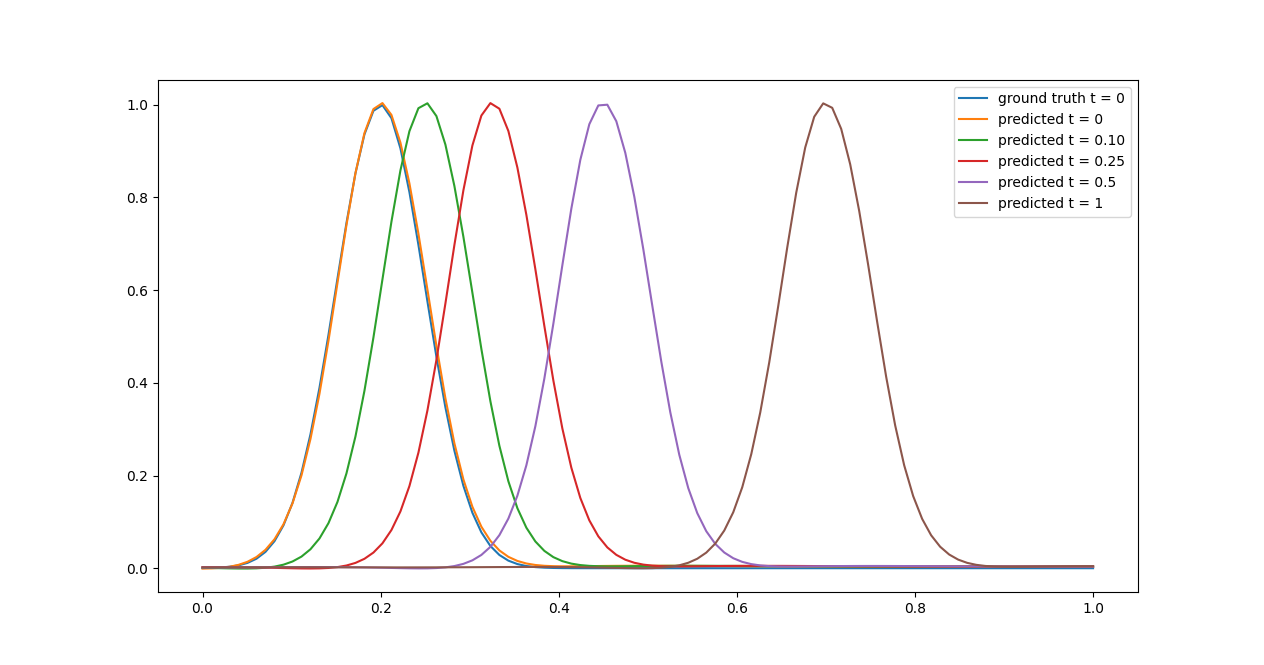 1.0
0.8
0.6
0.4
0.2
0.0
0.0 0.2 0.4 0.6 0.8 1.0
ground truth t = 0
predicted t = 0
predicted t = 0.10
predicted t = 0.25
predicted t = 0.5
predicted t = 1